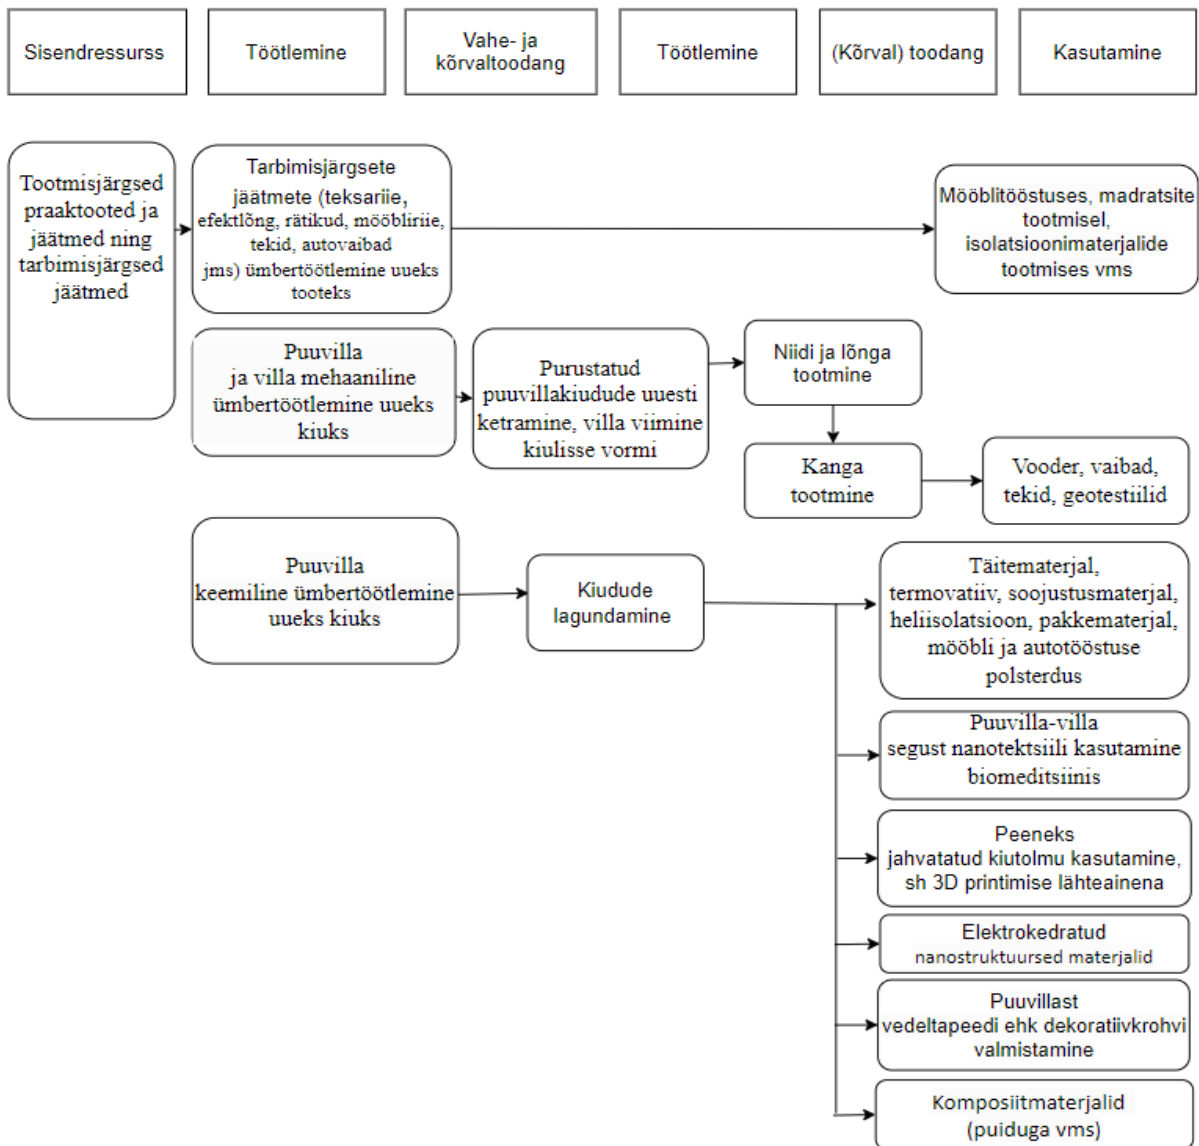 Sisendressurss
Töötlemine
Vahe- ja
kõrvaltoodang
Töötlemine
(Kõrval) toodang
Kasutamine
Tootmisjärgsed
praaktooted ja
jäätmed ning
tarbimisjärgsed
jäätmed
Tarbimisjärgsete
jäätmete (teksariie,
efektlõng, rätikud, mööbliriie,
tekid, autovaibad
jms) ümbertöötlemine uueks
tooteks
Mööblitööstuses, madratsite
tootmisel,
isolatsioonimaterjalide
tootmises vms
Puuvilla
ja villa mehaaniline
ümbertöötlemine uueks
kiuks
Purustatud
puuvillakiudude uuesti
ketramine, villa viimine
kiulisse vormi
Niidi ja lõnga
tootmine
Kanga
tootmine
Vooder, vaibad,
tekid, geotestiilid
Puuvilla
keemiline ümbertöötlemine
uueks kiuks
Kiudude
lagundamine
Täitematerjal,
termovatiiv, soojustusmaterjal,
heliisolatsioon, pakkematerjal,
mööbli ja autotööstuse
polsterdus
Puuvilla-villa
segust nanotektsiili kasutamine
biomeditsiinis
Peeneks
jahvatatud kiutolmu kasutamine,
sh 3D printimise lähteainena
Elektrokedratud
nanostruktuursed materjalid
Puuvillast
vedeltapeedi ehk dekoratiivkrohvi
valmistamine
Komposiitmaterjalid
(puiduga vms)